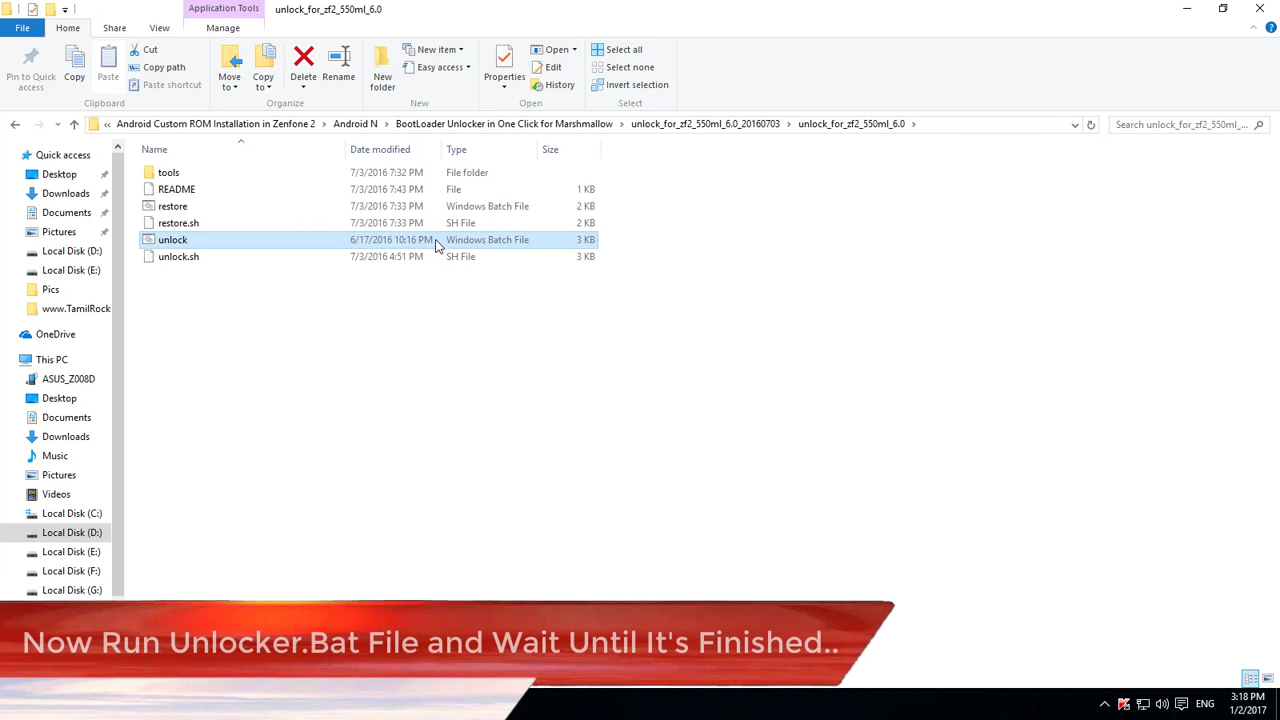 Application Tools
unlock_for_zf2_550ml_6.0
File
Home
Share
View
Manage
Pin to Quick access
Copy
Paste
Cut
Copy path
Paste shortcut
Clipboard
Move to
Copy to
Delete
Rename
Organize
New folder
New item
Easy access
New
Properties
Open
Edit
History
Open
Select all
Select none
Invert selection
Select
« Android Custom ROM Installation in Zenfone 2 > Android N > BootLoader Unlocker in One Click for Marshmallow > unlock_for_zf2_550ml_6.0_20160703 > unlock_for_zf2_550ml_6.0 >
Search unlock_for_zf2_550ml_...
Quick access
Desktop
Downloads
Documents
Pictures
Local Disk (D:)
Local Disk (E:)
Pics
www.TamilRock
OneDrive
This PC
ASUS_Z008D
Desktop
Documents
Downloads
Music
Pictures
Videos
Local Disk (C:)
Local Disk (D:)
Local Disk (E:)
Local Disk (F:)
Local Disk (G:)
Name Date modified Type Size
tools 7/3/2016 7:32 PM File folder
README 7/3/2016 7:43 PM File 1 KB
restore 7/3/2016 7:33 PM Windows Batch File 2 KB
restore.sh 7/3/2016 7:33 PM SH File 2 KB
unlock 6/17/2016 10:16 PM Windows Batch File 3 KB
unlock.sh 7/3/2016 4:51 PM SH File 3 KB
Now Run Unlocker.Bat File and Wait Until It's Finished..
ENG
3:18 PM
1/2/2017